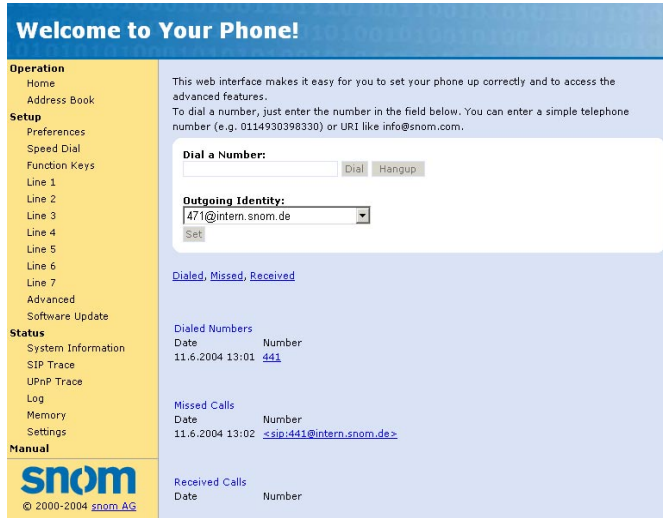 Welcome to Your Phone!
Operation
Home
Address Book
Setup
Preferences
Speed Dial
Function Keys
Line 1
Line 2
Line 3
Line 4
Line 5
Line 6
Line 7
Advanced
Software Update
Status
System Information
SIP Trace
UPnP Trace
Log
Memory
Settings
Manual
snom
© 2000-2004 snom AG
This web interface makes it easy for you to set your phone up correctly and to access the
advanced features.
To dial a number, just enter the number in the field below. You can enter a simple telephone
number (e.g. 0114930398330) or URI like info@snom.com.
Dial a Number:
Dial Hangup
Outgoing Identity:
471@intern.snom.de
Set
Dialed, Missed, Received
Dialed Numbers
Date Number
11.6.2004 13:01 441
Missed Calls
Date Number
11.6.2004 13:02 <sip:441@intern.snom.de>
Received Calls
Date Number